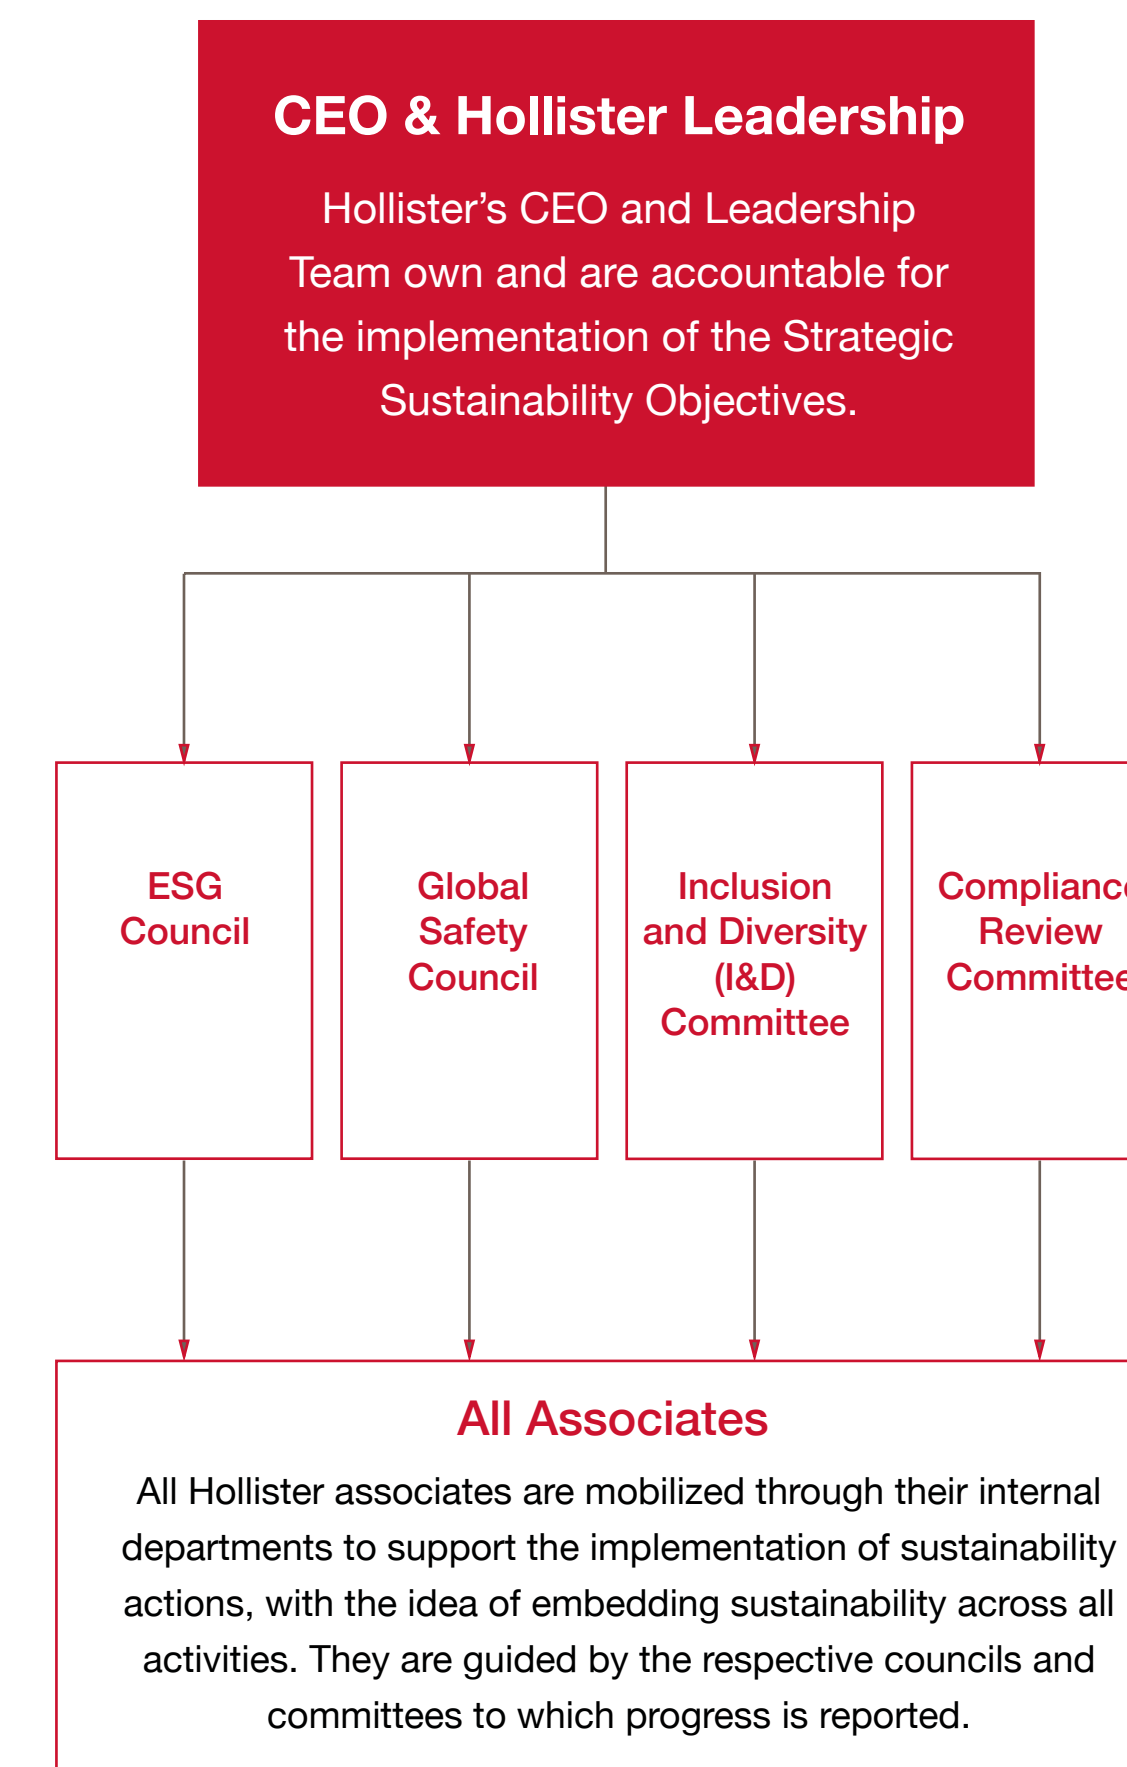 CEO & Hollister Leadership
Hollister’s CEO and Leadership
Team own and are accountable for
the implementation of the Strategic
Sustainability Objectives.
ESG
Council
Global
Safety
Council
Inclusion
and Diversity
(I&D)
Committee
Compliance
Review
Committee
All Associates
All Hollister associates are mobilized through their internal
departments to support the implementation of sustainability
actions, with the idea of embedding sustainability across all
activities. They are guided by the respective councils and
committees to which progress is reported.